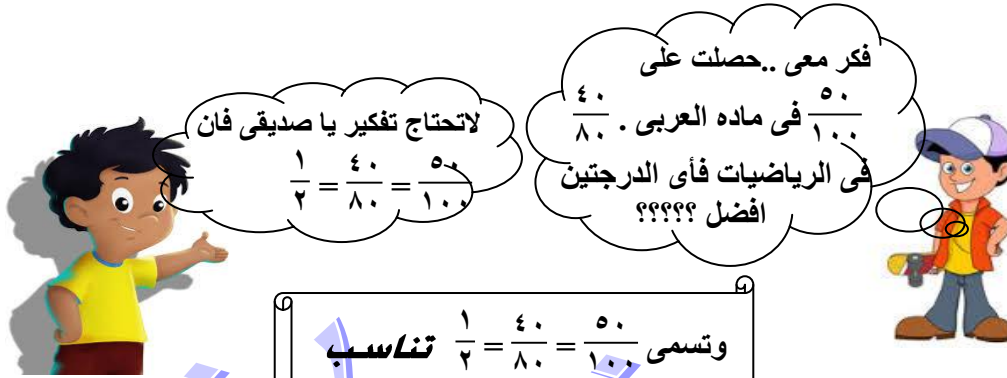 فكر معى ..حصلت على
٥٠/١٠٠ فى ماده العربى . ٤٠/٨٠
فى الرياضيات فأى الدرجتين
افضل ؟؟؟؟؟
لاتحتاج تفكير يا صديقى فان
٥٠/١٠٠ = ٤٠/٨٠ = ١/٢
وتسمى ٥٠/١٠٠ = ٤٠/٨٠ = ١/٢ تناسب